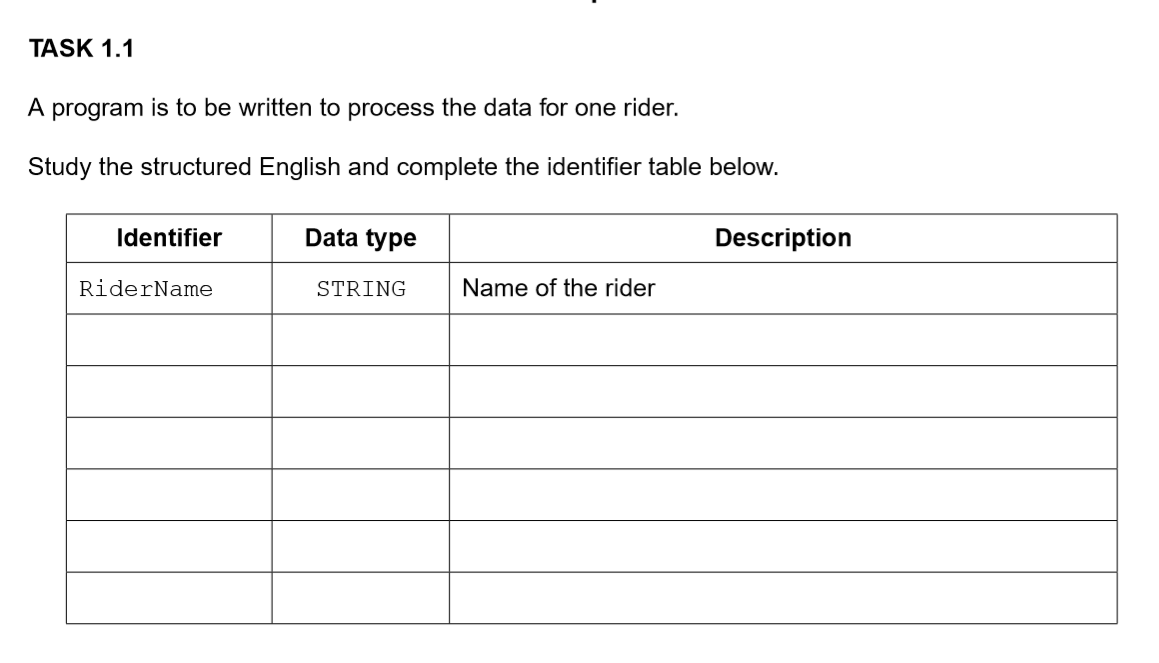 TASK 1.1
A program is to be written to process the data for one rider.
Study the structured English and complete the identifier table below.
Identifier Data type Description
RiderName STRING Name of the rider